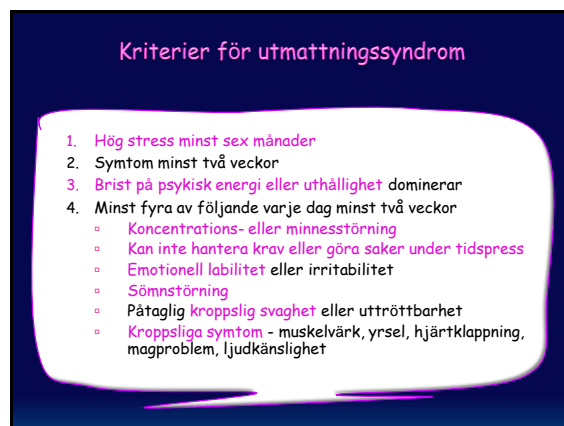 Kriterier för utmattningssyndrom
1. Hög stress minst sex månader
2. Symtom minst två veckor
3. Brist på psykisk energi eller uthållighet dominerar
4. Minst fyra av följande varje dag minst två veckor
▫ Koncentrations- eller minnesstörning
▫ Kan inte hantera krav eller göra saker under tidspress
▫ Emotionell labilitet eller irritabilitet
▫ Sömnstörning
▫ Påtaglig kroppslig svaghet eller uttröttbarhet
▫ Kroppsliga symtom - muskelvärk, yrsel, hjärtklappning,
magproblem, ljudkänslighet